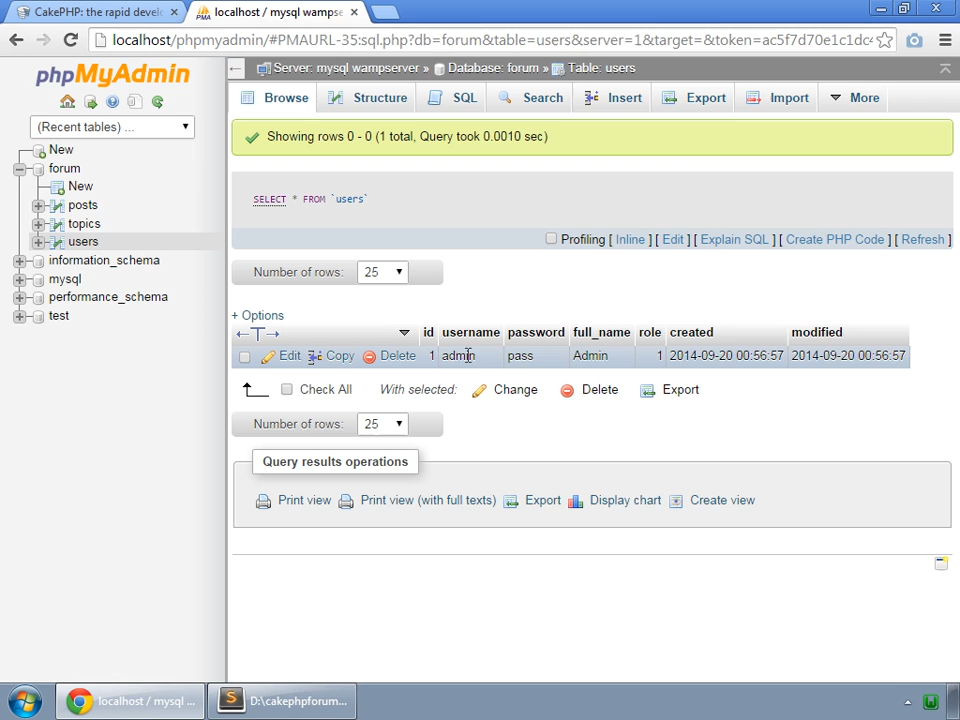 CakePHP: the rapid devel ×
localhost / mysql wampse ×
localhost/phpmyadmin/#PMAURL-35:sql.php?db=forum&table=users&server=1&target=&token=ac5f7d70e1c1dc4
phpMyAdmin
(Recent tables) ...
New
forum
New
posts
topics
users
information_schema
mysql
performance_schema
test
Server: mysql wampserver » Database: forum » Table: users
Browse Structure SQL Search Insert Export Import More
Showing rows 0 - 0 (1 total, Query took 0.0010 sec)
SELECT * FROM `users`
Profiling [ Inline ] [ Edit ] [ Explain SQL ] [ Create PHP Code ] [ Refresh ]
Number of rows: 25
+ Options
id username password full_name role created modified
Edit Copy Delete 1 admin pass Admin 1 2014-09-20 00:56:57 2014-09-20 00:56:57
Check All With selected: Change Delete Export
Number of rows: 25
Query results operations
Print view Print view (with full texts) Export Display chart Create view
localhost / mysql ...
D:\cakephpforum...